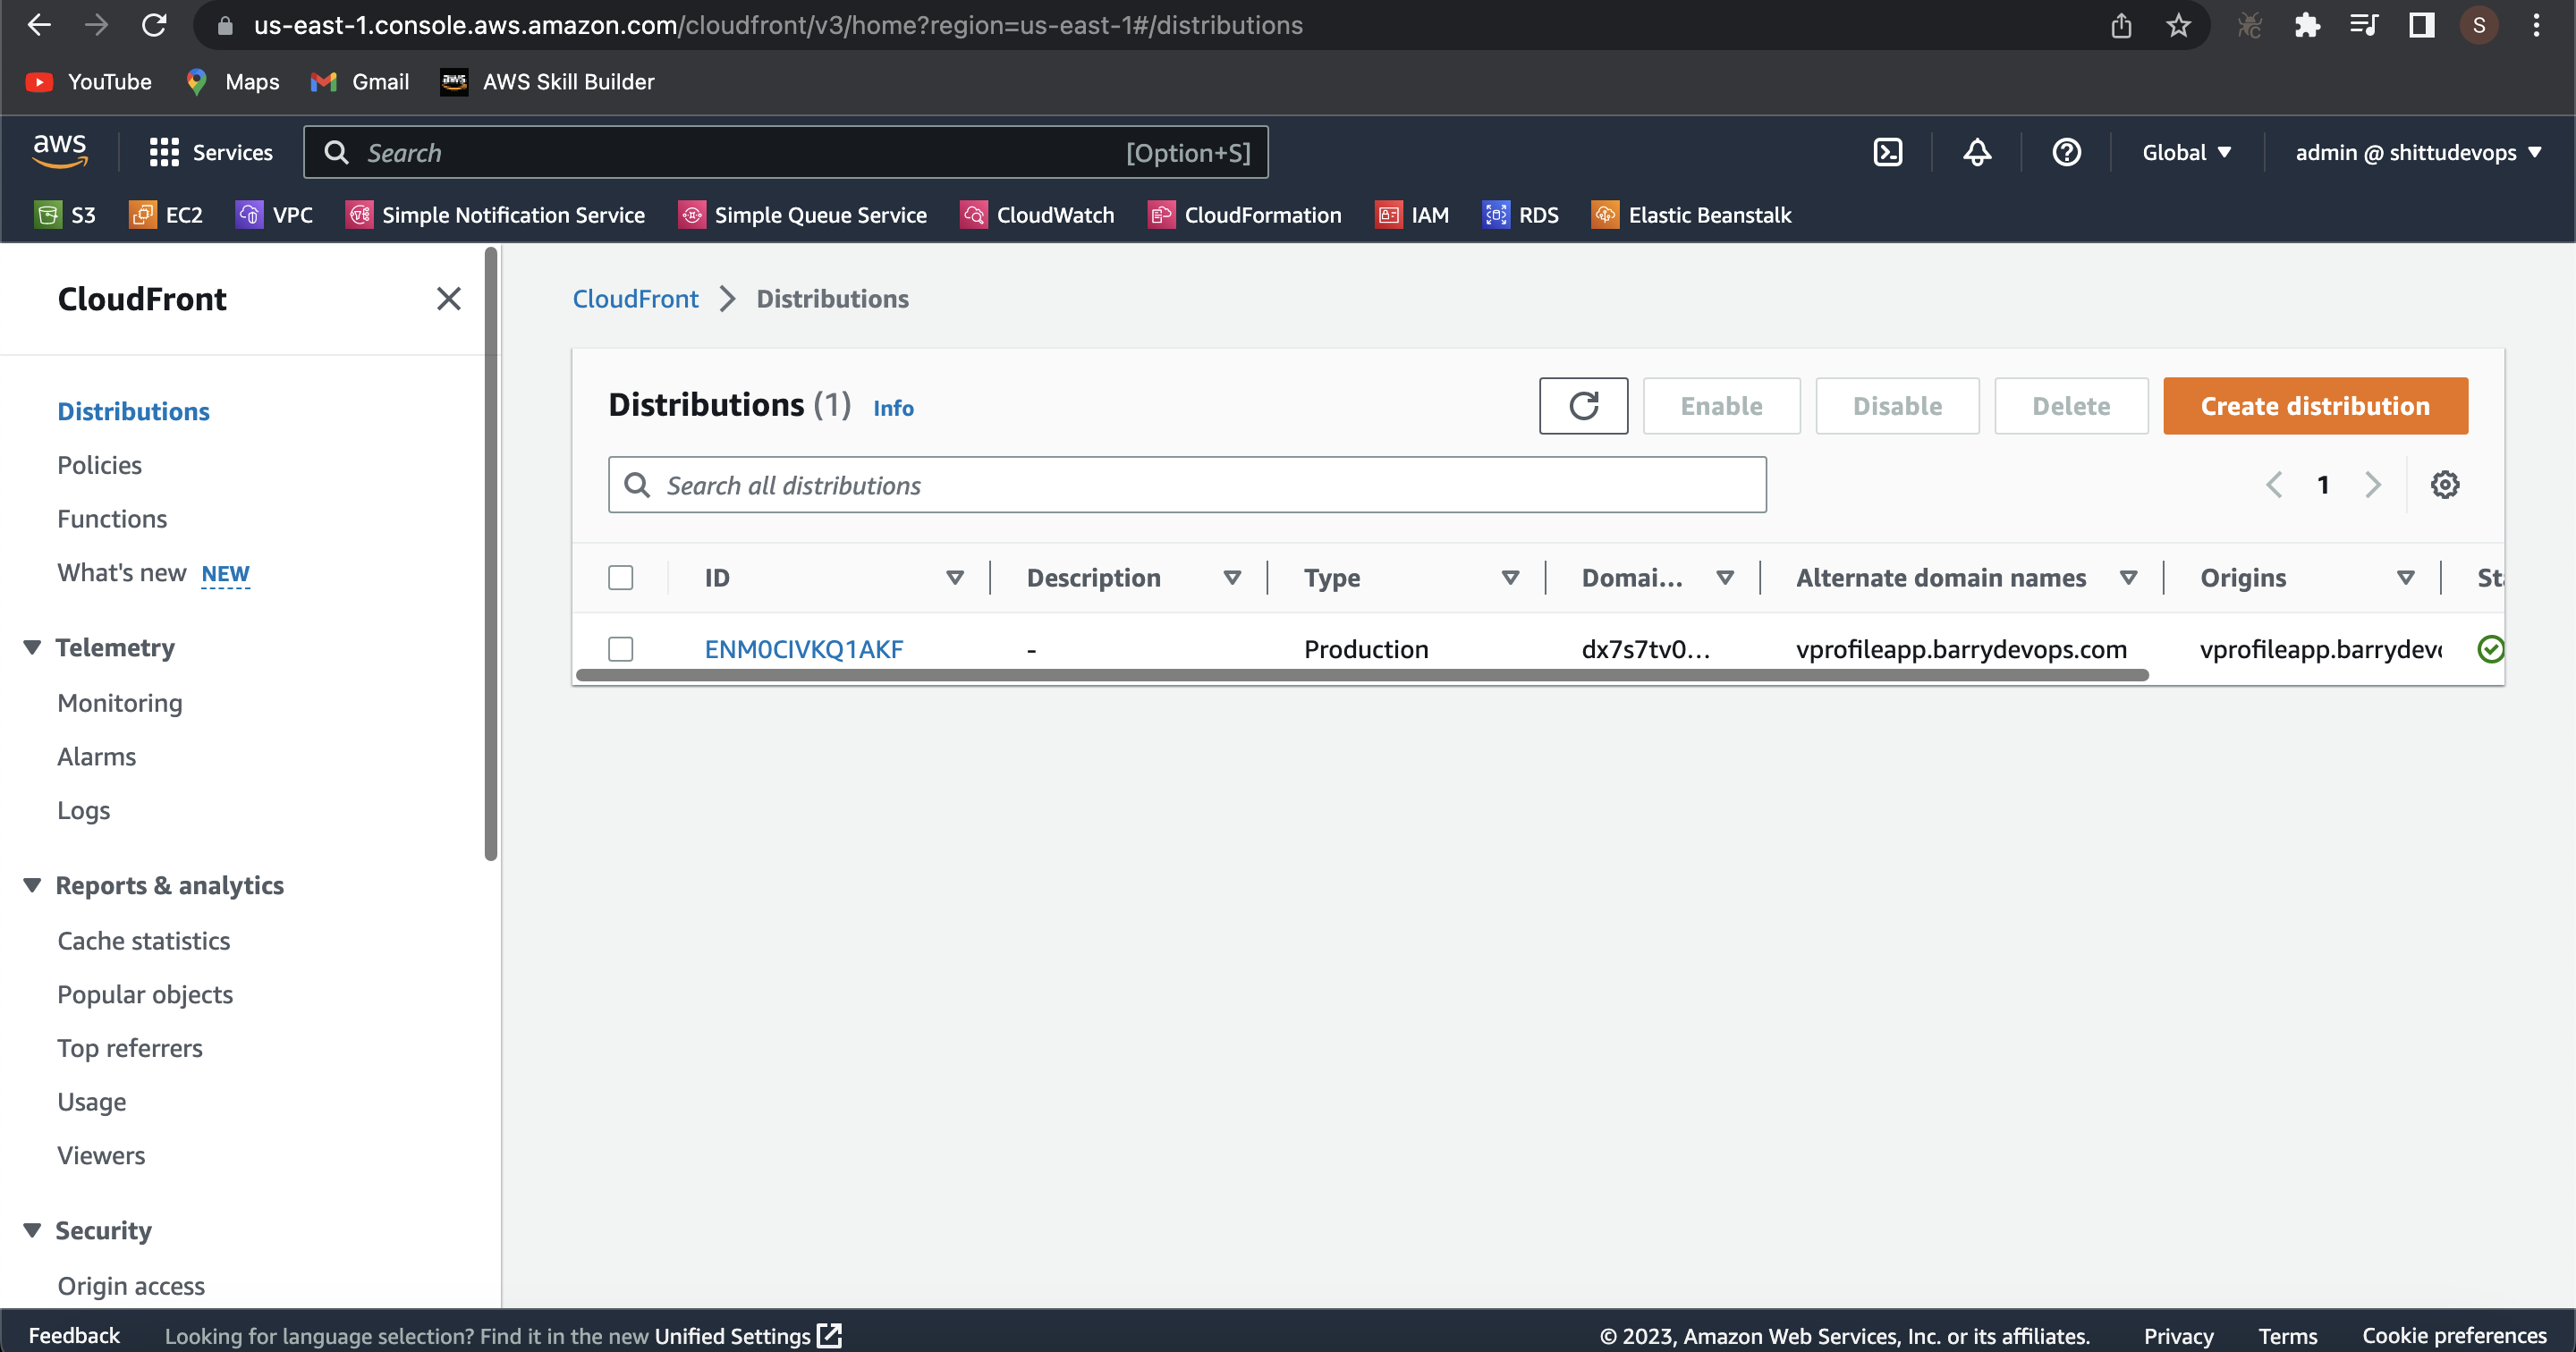 us-east-1.console.aws.amazon.com/cloudfront/v3/home?region=us-east-1#/distributions
S
YouTube Maps Gmail aws AWS Skill Builder
aws Services Search [Option+S] Global admin @ shittudevops
S3 EC2 VPC Simple Notification Service Simple Queue Service CloudWatch CloudFormation IAM RDS Elastic Beanstalk
CloudFront
Distributions
Policies
Functions
What's new NEW
Telemetry
Monitoring
Alarms
Logs
Reports & analytics
Cache statistics
Popular objects
Top referrers
Usage
Viewers
Security
Origin access
CloudFront Distributions
Distributions (1) Info Enable Disable Delete Create distribution
Search all distributions 1
ID Description Type Domai... Alternate domain names Origins St
ENM0CIVKQ1AKF - Production dx7s7tv0... vprofileapp.barrydevops.com vprofileapp.barrydev
Feedback Looking for language selection? Find it in the new Unified Settings © 2023, Amazon Web Services, Inc. or its affiliates. Privacy Terms Cookie preferences